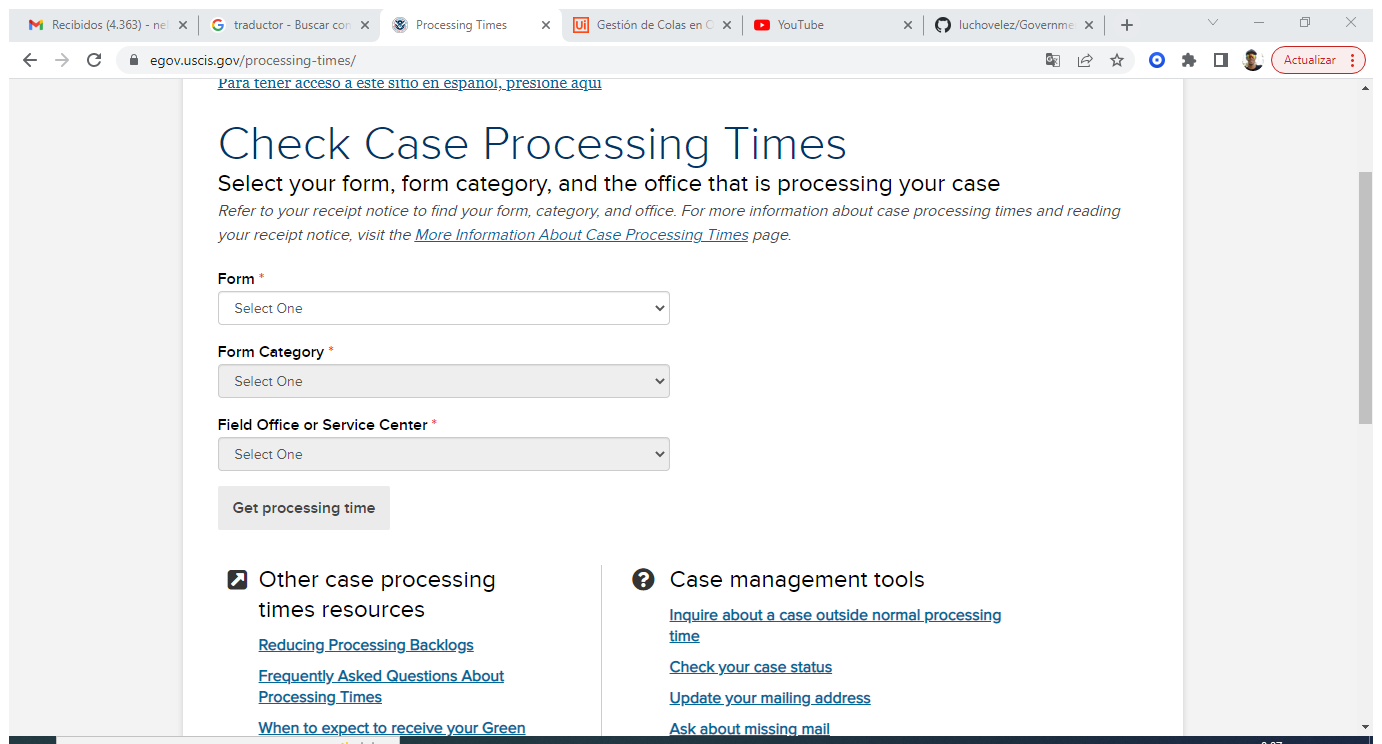 Recibidos (4.363) - nel
traductor - Buscar con
Processing Times
Gestión de Colas en O
YouTube
luchovelez/Governme
egov.uscis.gov/processing-times/
Actualizar
Para tener acceso a este sitio en español, presione aquí
Check Case Processing Times
Select your form, form category, and the office that is processing your case
Refer to your receipt notice to find your form, category, and office. For more information about case processing times and reading
your receipt notice, visit the More Information About Case Processing Times page.
Form *
Select One
Form Category *
Select One
Field Office or Service Center *
Select One
Get processing time
Other case processing
times resources
Reducing Processing Backlogs
Frequently Asked Questions About
Processing Times
When to expect to receive your Green
Case management tools
Inquire about a case outside normal processing
time
Check your case status
Update your mailing address
Ask about missing mail